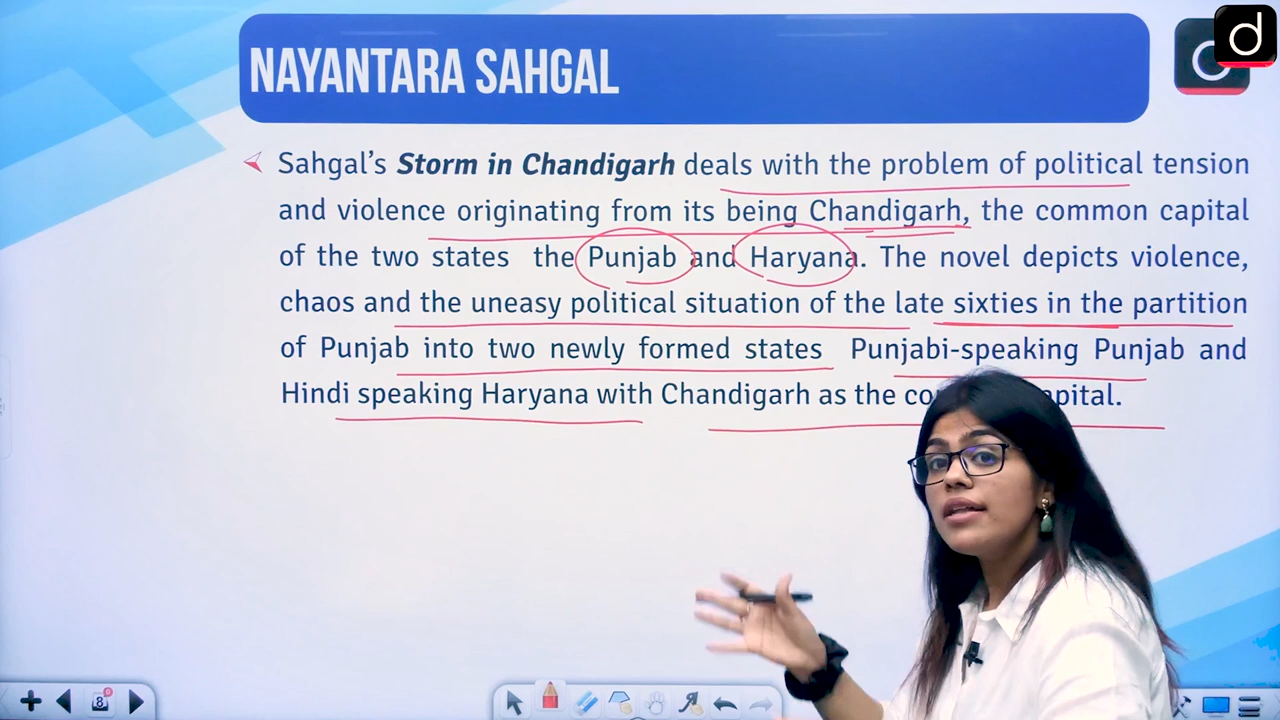 NAYANTARA SAHGAL
d
Sahgal's Storm in Chandigarh deals with the problem of political tension
and violence originating from its being Chandigarh, the common capital
of the two states the Punjab and Haryana. The novel depicts violence,
chaos and the uneasy political situation of the late sixties in the partition
of Punjab into two newly formed states Punjabi-speaking Punjab and
Hindi speaking Haryana with Chandigarh as the
8